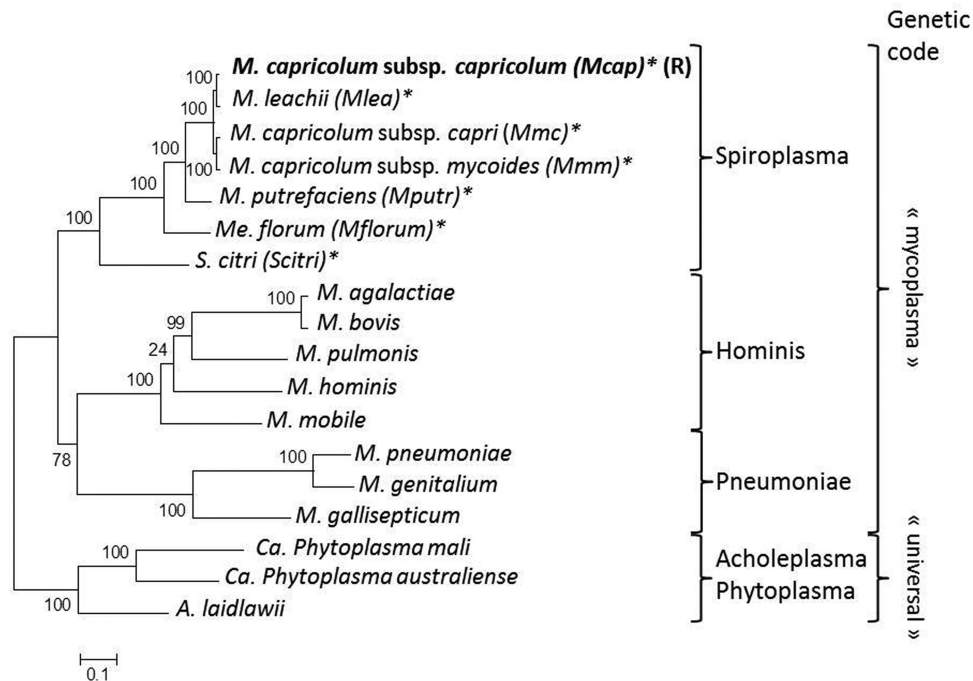 Genetic
code
100
M. capricolum subsp. capricolum (Mcap)* (R)
100
M. leachii (Mlea)*
M. capricolum subsp. capri (Mmc)*
100
M. capricolum subsp. mycoides (Mmm)*
100
M. putrefaciens (Mputr)*
100
Me. florum (Mflorum)*
S. citri (Scitri)*
Spiroplasma
100
M. agalactiae
M. bovis
99
M. pulmonis
24
M. hominis
100
M. mobile
Hominis
« mycoplasma »
78
100
M. pneumoniae
M. genitalium
100
M. gallisepticum
Pneumoniae
100
Ca. Phytoplasma mali
Ca. Phytoplasma australiense
100
A. laidlawii
Acholeplasma
Phytoplasma
« universal »
0.1